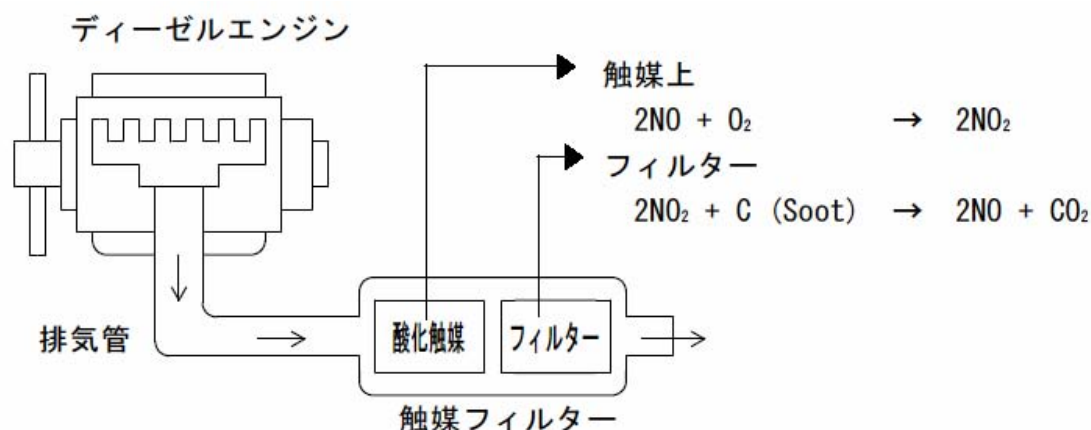 ディーゼルエンジン
触媒上
2NO + O₂ → 2NO₂
フィルター
2NO₂ + C (Soot) → 2NO + CO₂
排気管
酸化触媒
フィルター
触媒フィルター